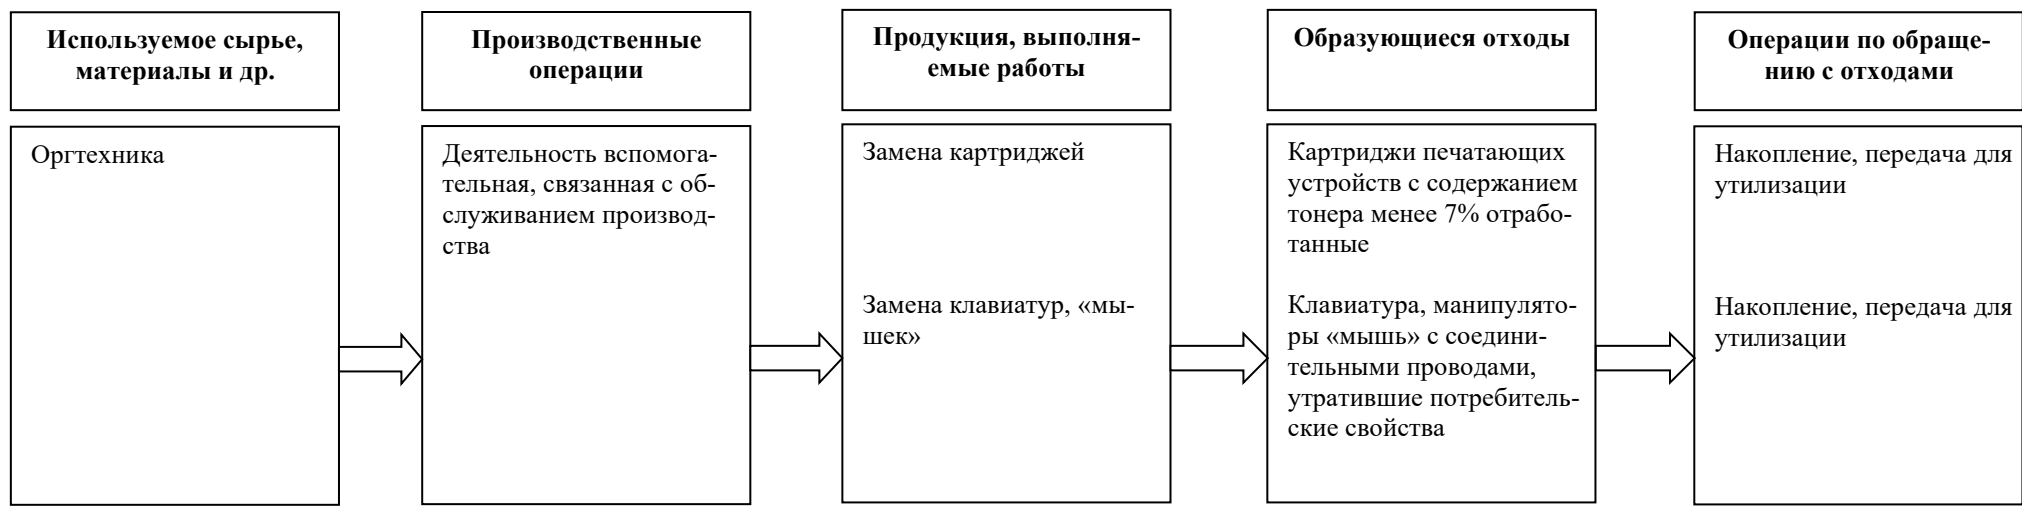 Используемое сырье,
материалы и др.
Производственные
операции
Продукция, выполня-
емые работы
Образующиеся отходы
Операции по обраще-
нию с отходами
Оргтехника
Деятельность вспомога-
тельная, связанная с об-
служиванием производ-
ства
Замена картриджей
Замена клавиатур, «мы-
шек»
Картриджи печатающих
устройств с содержанием
тонера менее 7% отрабо-
танные
Клавиатура, манипулято-
ры «мышь» с соедини-
тельными проводами,
утратившие потребитель-
ские свойства
Накопление, передача для
утилизации
Накопление, передача для
утилизации